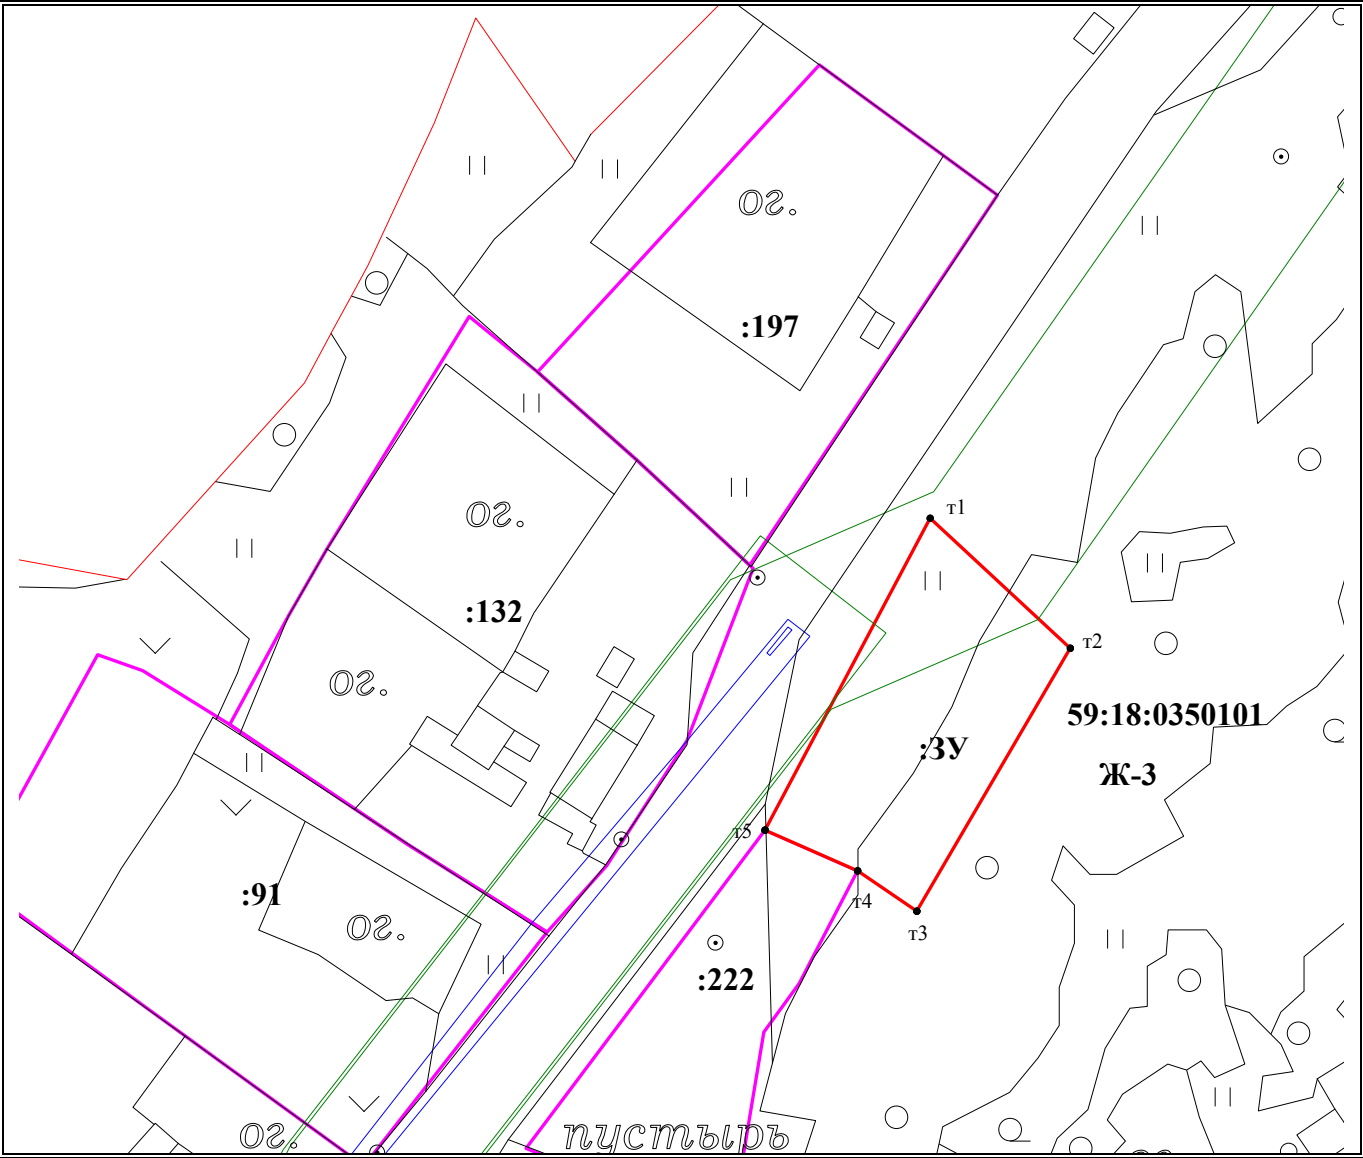 ог.
:197
ог.
т1
:132
т2
ог.
59:18:0350101
:ЗУ
Ж-3
т5
:91
т4
ог.
т3
:222
ог.
пустырь